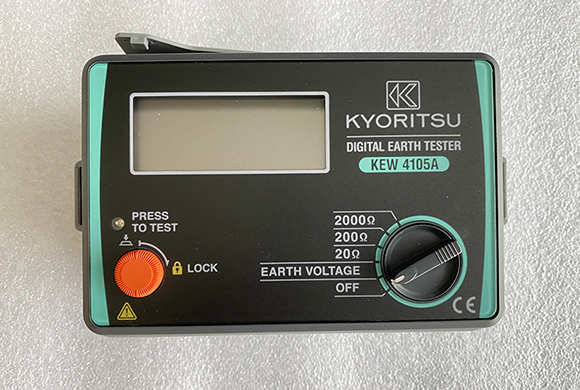 KYORITSU
DIGITAL EARTH TESTER
KEW 4105A
PRESS
TO TEST
LOCK
2000Ω
200Ω
20Ω
EARTH VOLTAGE
OFF
CE